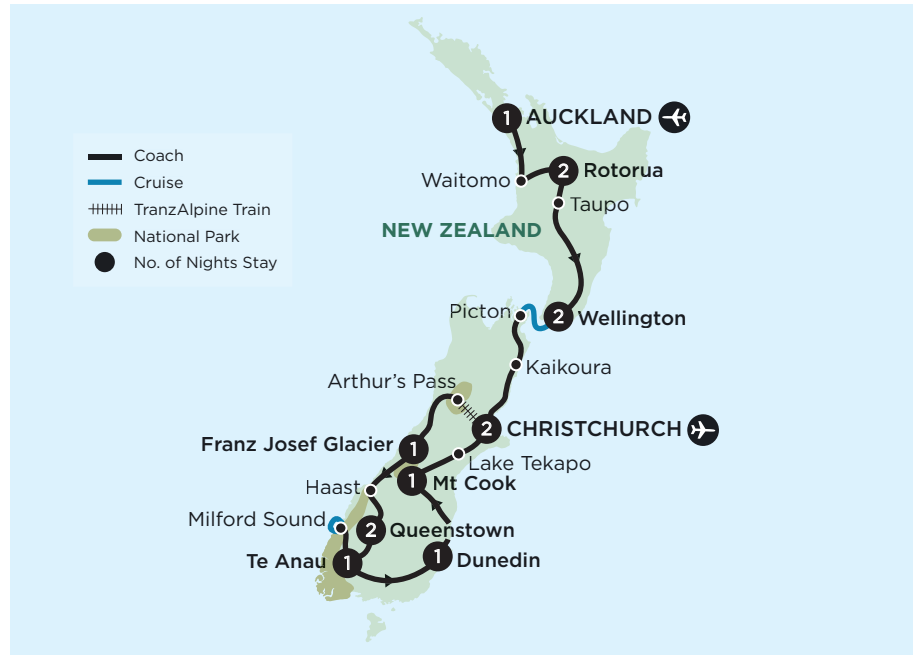 Coach
Cruise
TranzAlpine Train
National Park
No. of Nights Stay
1 AUCKLAND
Waitomo
2 Rotorua
Taupo
NEW ZEALAND
Picton
2 Wellington
Kaikoura
Arthur's Pass
2 CHRISTCHURCH
Franz Josef Glacier 1
Lake Tekapo
1 Mt Cook
Haast
Milford Sound
2 Queenstown
Te Anau 1
1 Dunedin